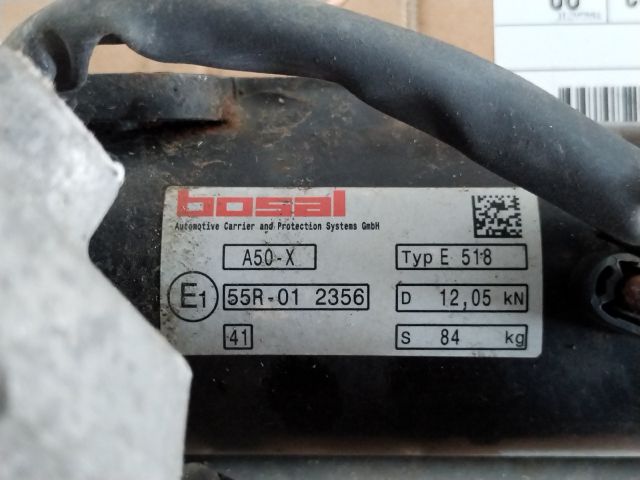 bosal
Automotive Carrier and Protection Systems GmbH
A50-X
Typ E 518
E1
55R-01 2356
D 12,05 kN
41
S 84 kg